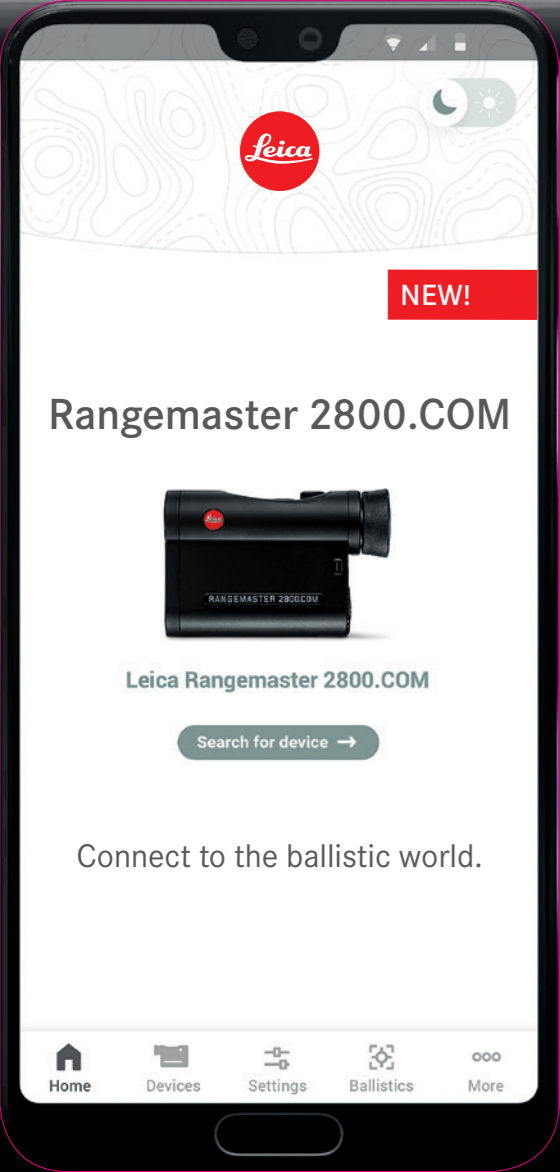 Leica
NEW!
Rangemaster 2800.COM
Leica
RANGEMASTER 2800.COM
Leica Rangemaster 2800.COM
Search for device →
Connect to the ballistic world.
Home Devices Settings Ballistics More